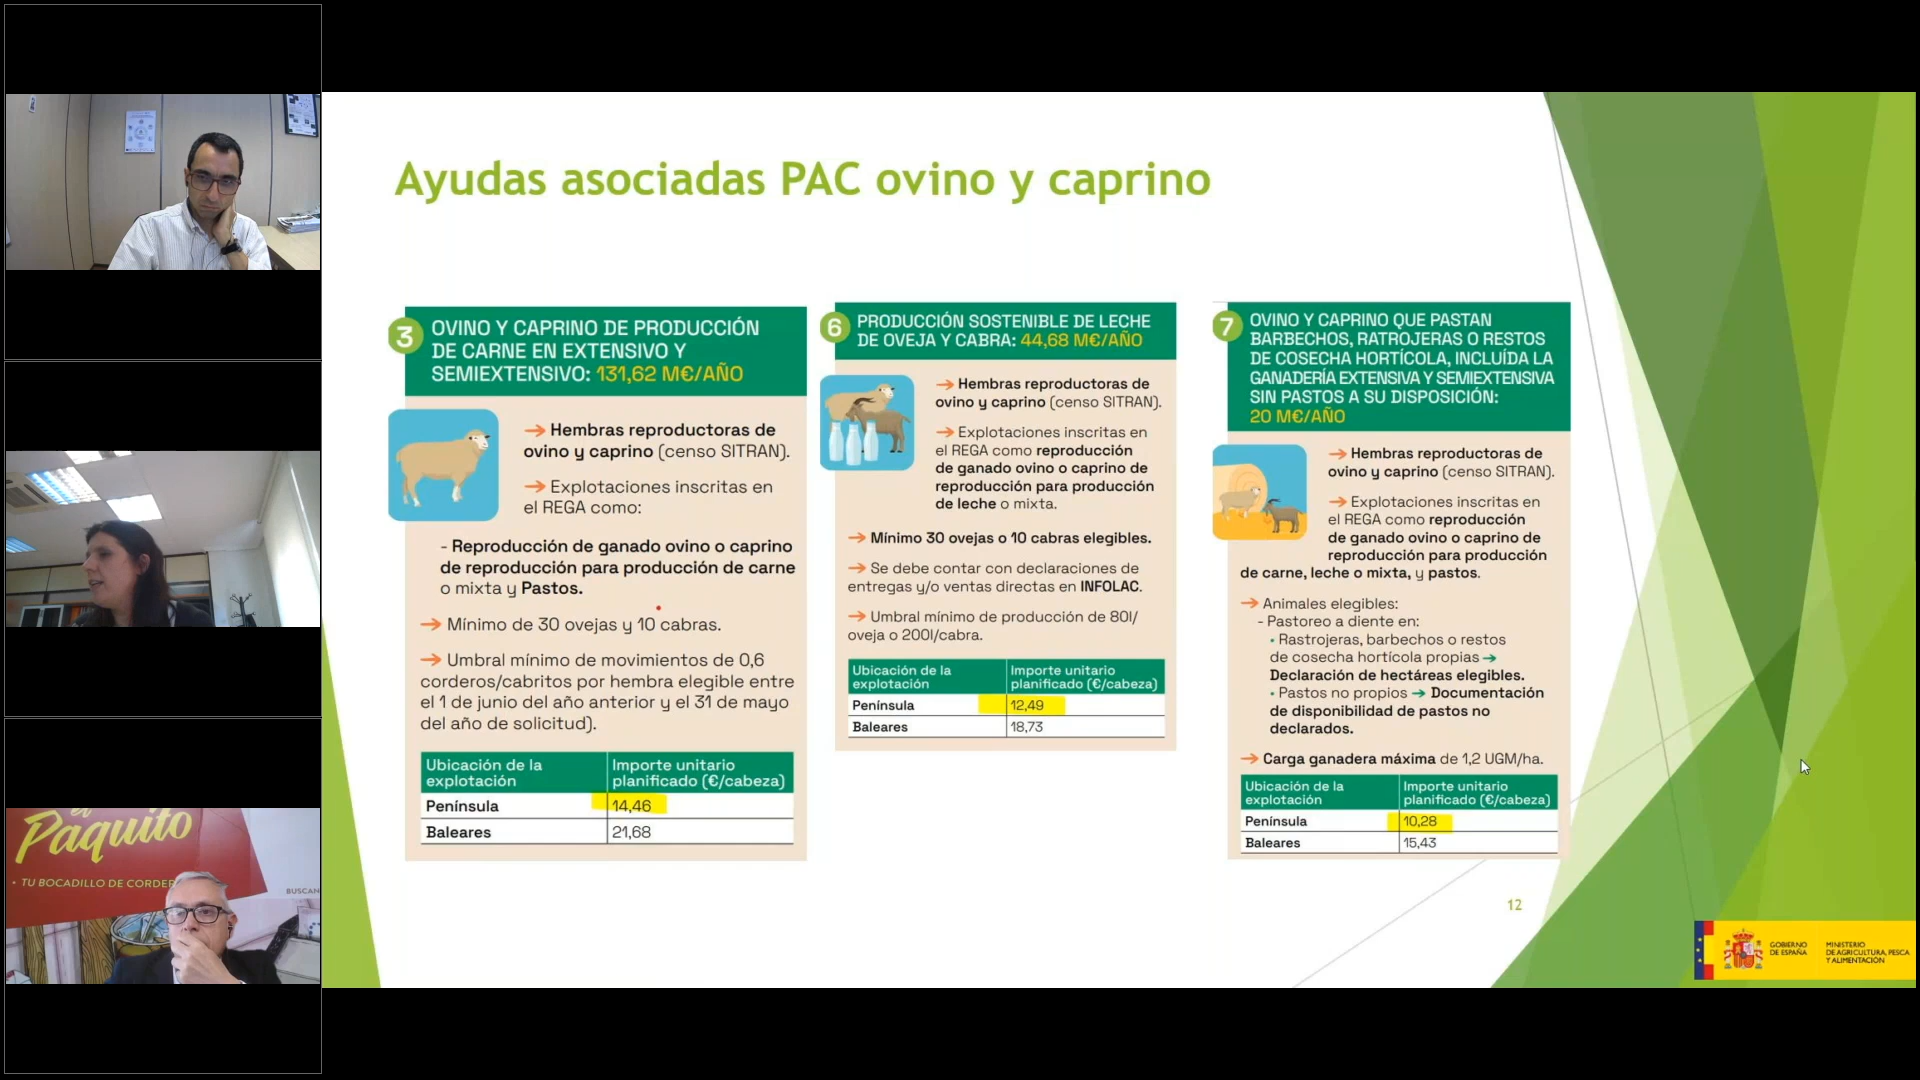 Ayudas asociadas PAC ovino y caprino
3
OVINO Y CAPRINO DE PRODUCCIÓN
DE CARNE EN EXTENSIVO Y
SEMIEXTENSIVO: 131,62 M€/AÑO
→ Hembras reproductoras de
ovino y caprino (censo SITRAN).
→ Explotaciones inscritas en
el REGA como:
- Reproducción de ganado ovino o caprino
de reproducción para producción de carne
o mixta y Pastos.
→ Mínimo de 30 ovejas y 10 cabras.
→ Umbral mínimo de movimientos de 0,6
corderos/cabritos por hembra elegible entre
el 1 de junio del año anterior y el 31 de mayo
del año de solicitud).
Ubicación de la explotación Importe unitario planificado (€/cabeza)
Península 14,46
Baleares 21,68
6
PRODUCCIÓN SOSTENIBLE DE LECHE
DE OVEJA Y CABRA: 44,68 M€/AÑO
→ Hembras reproductoras de
ovino y caprino (censo SITRAN).
→ Explotaciones inscritas en
el REGA como reproducción
de ganado ovino o caprino de
reproducción para producción
de leche o mixta.
→ Mínimo 30 ovejas o 10 cabras elegibles.
→ Se debe contar con declaraciones de
entregas y/o ventas directas en INFOLAC.
→ Umbral mínimo de producción de 80l/
oveja o 200l/cabra.
Ubicación de la explotación Importe unitario planificado (€/cabeza)
Península 12,49
Baleares 18,73
7
OVINO Y CAPRINO QUE PASTAN
BARBECHOS, RATROJERAS O RESTOS
DE COSECHA HORTÍCOLA, INCLUÍDA LA
GANADERÍA EXTENSIVA Y SEMIEXTENSIVA
SIN PASTOS A SU DISPOSICIÓN:
20 M€/AÑO
→ Hembras reproductoras de
ovino y caprino (censo SITRAN).
→ Explotaciones inscritas en
el REGA como reproducción
de ganado ovino o caprino de
reproducción para producción
de carne, leche o mixta, y pastos.
→ Animales elegibles:
- Pastoreo a diente en:
• Rastrojeras, barbechos o restos
de cosecha hortícola propias →
Declaración de hectáreas elegibles.
• Pastos no propios → Documentación
de disponibilidad de pastos no
declarados.
→ Carga ganadera máxima de 1,2 UGM/ha.
Ubicación de la explotación Importe unitario planificado (€/cabeza)
Península 10,28
Baleares 15,43
12
GOBIERNO
DE ESPAÑA
MINISTERIO
DE AGRICULTURA, PESCA
Y ALIMENTACIÓN
el
Paquito
• TU BOCADILLO DE CORDER
BUSCAN